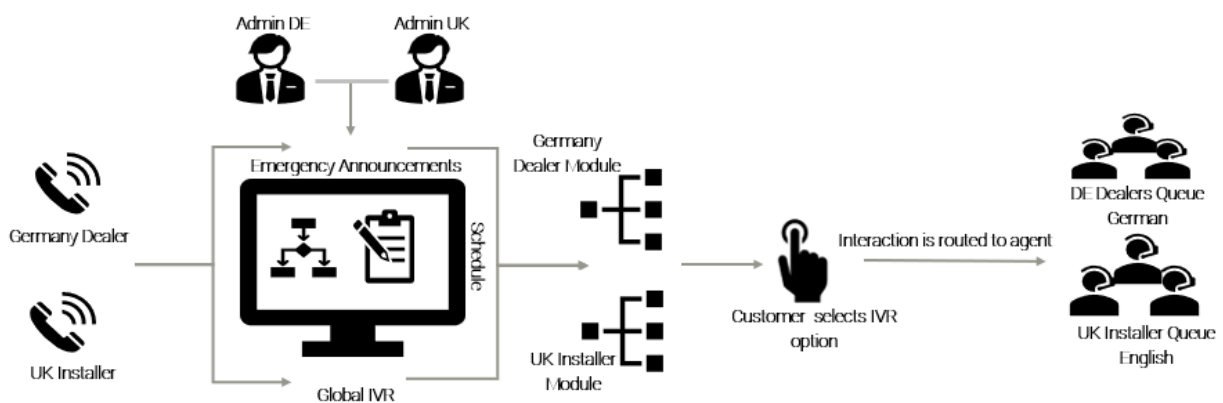 Admin DE
Admin UK
Germany Dealer
UK Installer
Emergency Announcements
Schedule
Global IVR
Germany
Dealer Module
UK Installer
Module
Customer selects IVR
option
Interaction is routed to agent
DE Dealers Queue
German
UK Installer Queue
English